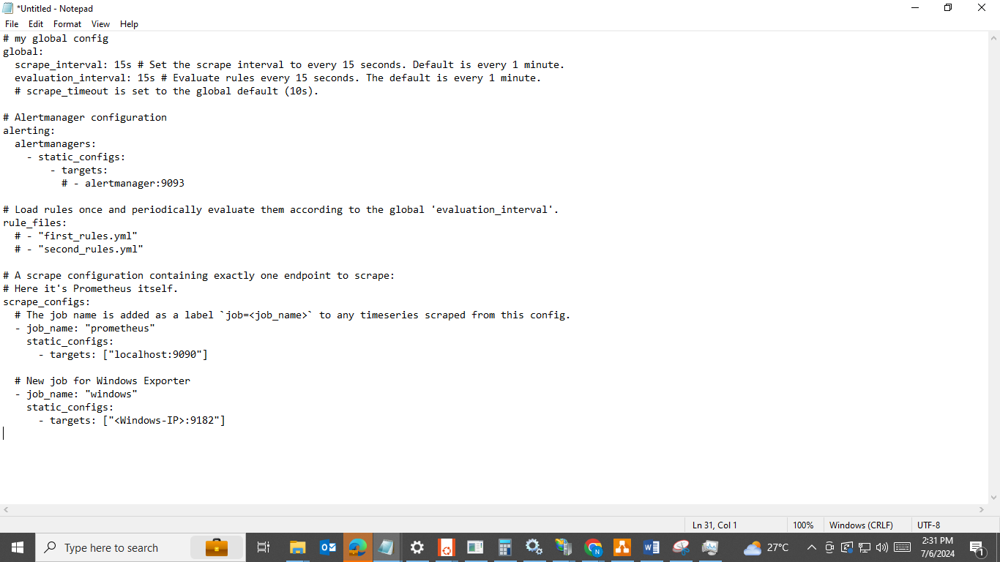 *Untitled - Notepad
File Edit Format View Help
# my global config
global:
  scrape_interval: 15s # Set the scrape interval to every 15 seconds. Default is every 1 minute.
  evaluation_interval: 15s # Evaluate rules every 15 seconds. The default is every 1 minute.
  # scrape_timeout is set to the global default (10s).

# Alertmanager configuration
alerting:
  alertmanagers:
    - static_configs:
        - targets:
          # - alertmanager:9093

# Load rules once and periodically evaluate them according to the global 'evaluation_interval'.
rule_files:
  # - "first_rules.yml"
  # - "second_rules.yml"

# A scrape configuration containing exactly one endpoint to scrape:
# Here it's Prometheus itself.
scrape_configs:
  # The job name is added as a label `job=<job_name>` to any timeseries scraped from this config.
  - job_name: "prometheus"
    static_configs:
      - targets: ["localhost:9090"]

  # New job for Windows Exporter
  - job_name: "windows"
    static_configs:
      - targets: ["<Windows-IP>:9182"]
Ln 31, Col 1 100% Windows (CRLF) UTF-8
Type here to search
27°C
2:31 PM
7/6/2024
1